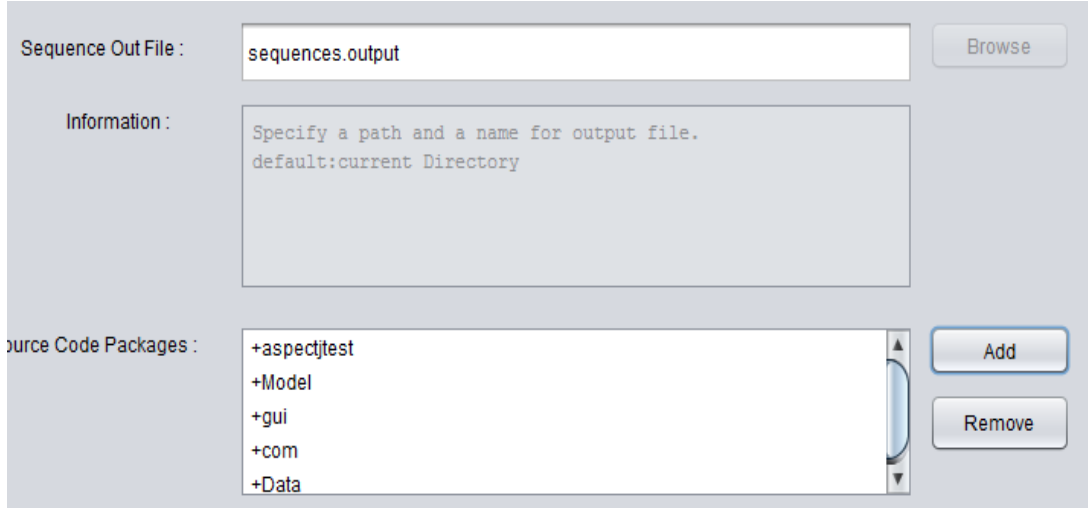 Sequence Out File :
sequences.output
Browse
Information :
Specify a path and a name for output file.
default:current Directory
ource Code Packages :
+aspectjtest
+Model
+gui
+com
+Data
Add
Remove